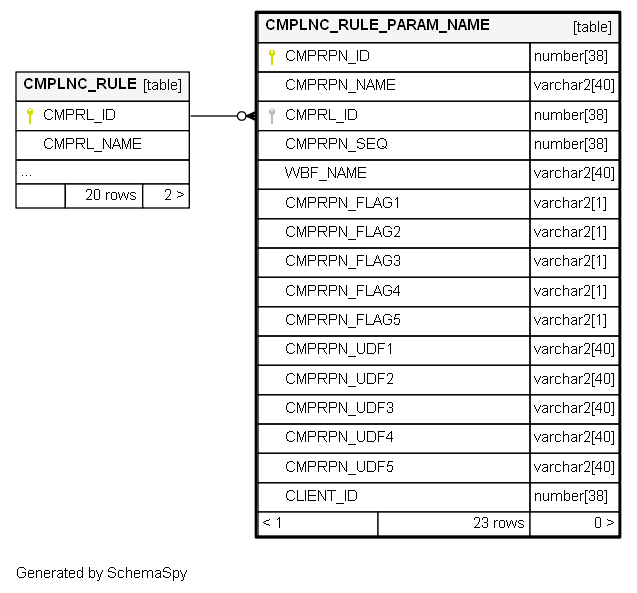 CMPLNC_RULE [table]
CMPRL_ID
CMPRL_NAME
...
20 rows 2 >
CMPLNC_RULE_PARAM_NAME [table]
CMPRPN_ID number[38]
CMPRPN_NAME varchar2[40]
CMPRL_ID number[38]
CMPRPN_SEQ number[38]
WBF_NAME varchar2[40]
CMPRPN_FLAG1 varchar2[1]
CMPRPN_FLAG2 varchar2[1]
CMPRPN_FLAG3 varchar2[1]
CMPRPN_FLAG4 varchar2[1]
CMPRPN_FLAG5 varchar2[1]
CMPRPN_UDF1 varchar2[40]
CMPRPN_UDF2 varchar2[40]
CMPRPN_UDF3 varchar2[40]
CMPRPN_UDF4 varchar2[40]
CMPRPN_UDF5 varchar2[40]
CLIENT_ID number[38]
< 1 23 rows 0 >
Generated by SchemaSpy